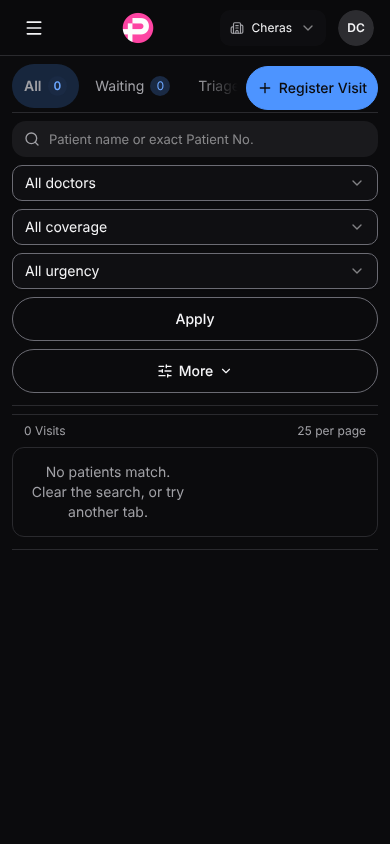 Cheras
DC
All 0
Waiting 0
Triag
+ Register Visit
Patient name or exact Patient No.
All doctors
All coverage
All urgency
Apply
More
0 Visits
25 per page
No patients match.
Clear the search, or try
another tab.